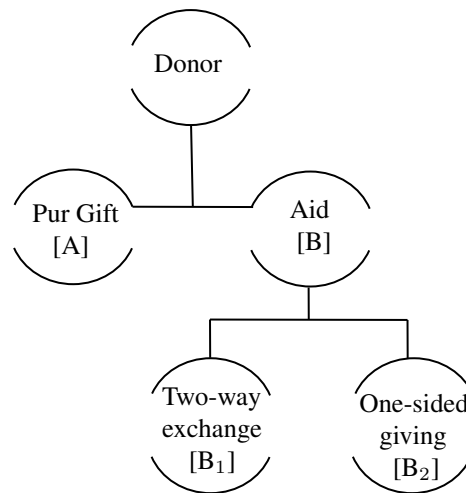 Donor
Pur Gift
[A]
Aid
[B]
Two-way
exchange
[B₁]
One-sided
giving
[B₂]